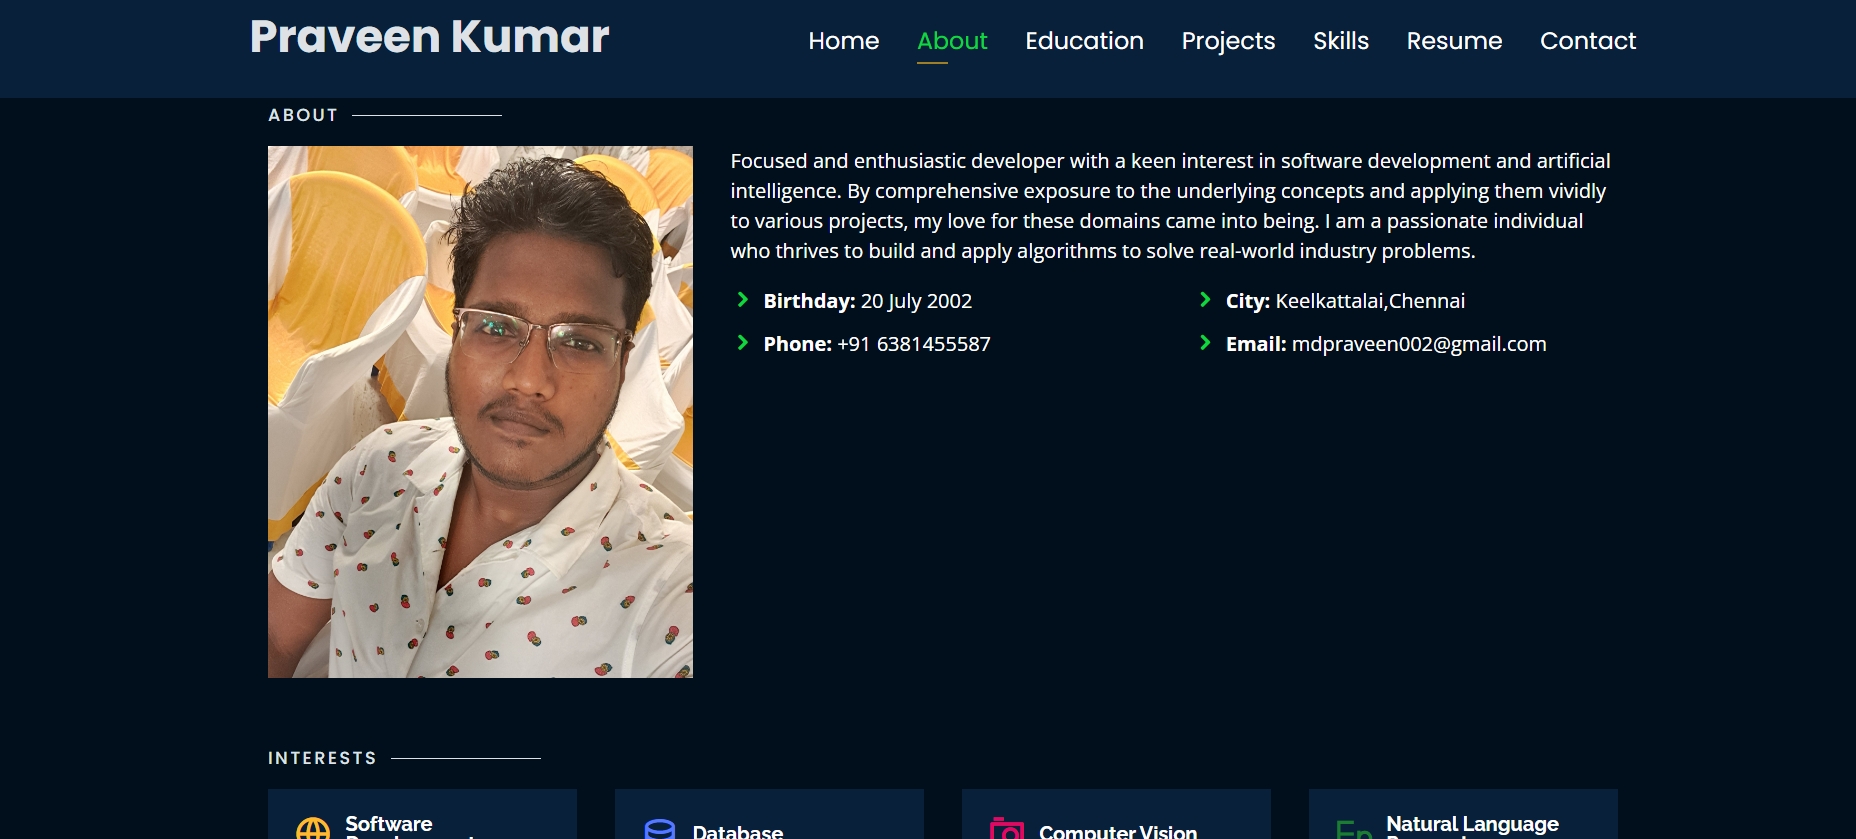 Praveen Kumar
Home About Education Projects Skills Resume Contact
ABOUT
Focused and enthusiastic developer with a keen interest in software development and artificial
intelligence. By comprehensive exposure to the underlying concepts and applying them vividly
to various projects, my love for these domains came into being. I am a passionate individual
who thrives to build and apply algorithms to solve real-world industry problems.
Birthday: 20 July 2002
City: Keelkattalai,Chennai
Phone: +91 6381455587
Email: mdpraveen002@gmail.com
INTERESTS
Software
Database
Computer Vision
Natural Language